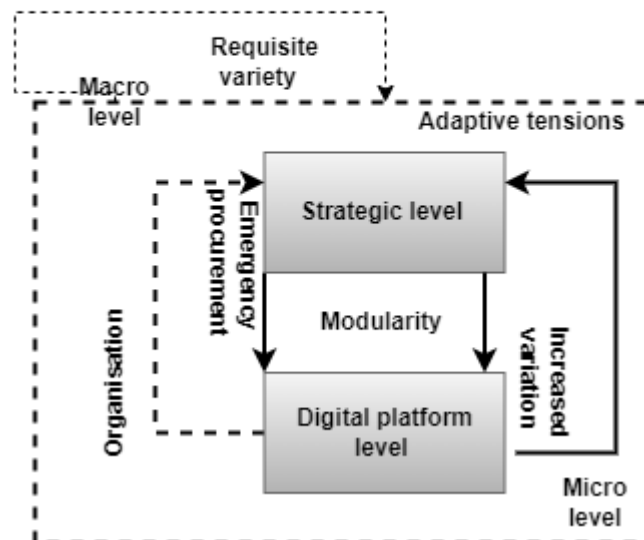 Requisite
variety
Macro
level
Adaptive tensions
Strategic level
Emergency
procurement
Modularity
Organisation
Increased
variation
Digital platform
level
Micro
level